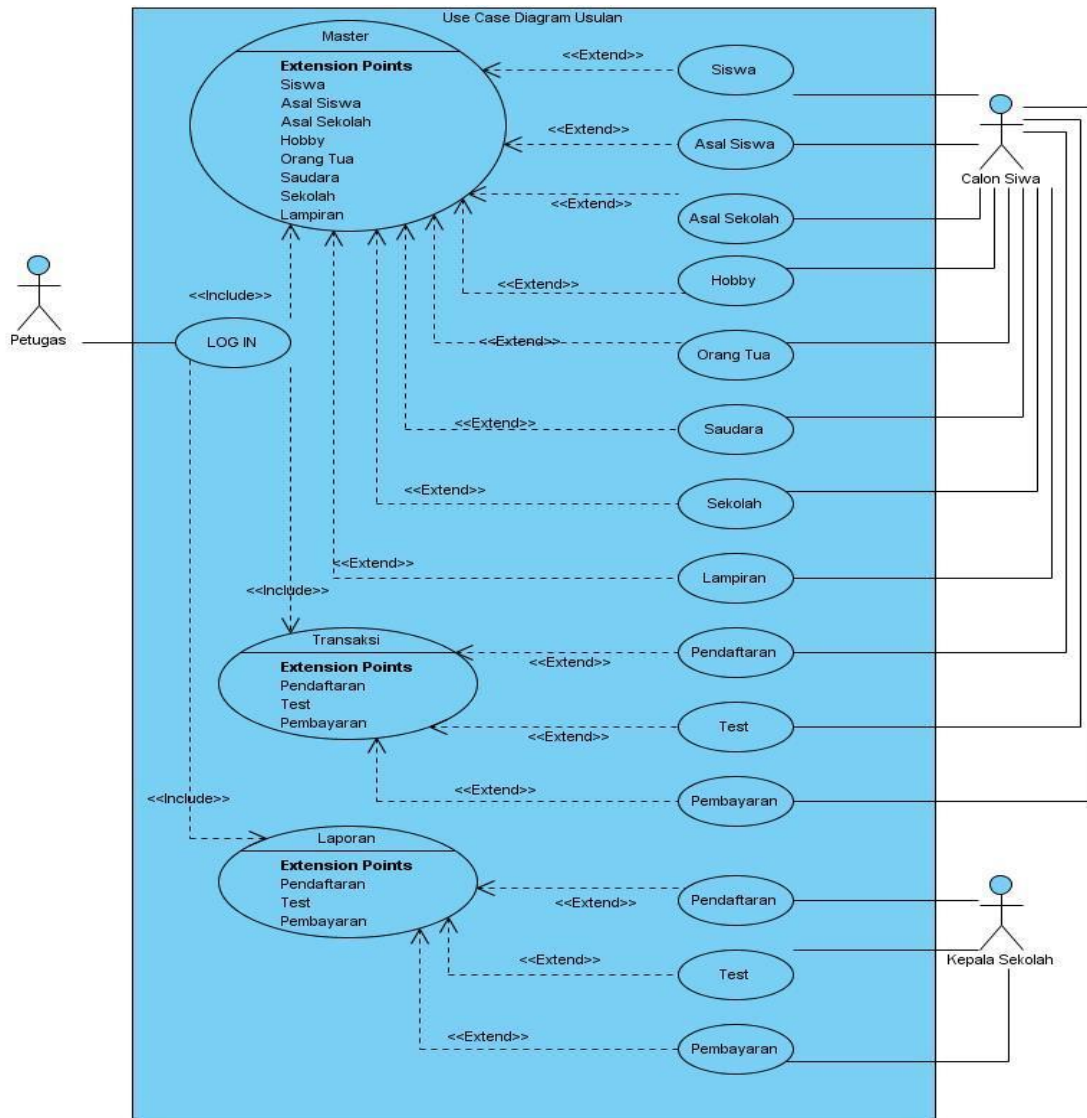 Use Case Diagram Usulan
Master
Extension Points
Siswa
Asal Siswa
Asal Sekolah
Hobby
Orang Tua
Saudara
Sekolah
Lampiran
<<Extend>>
Siswa
<<Extend>>
Asal Siswa
Calon Siwa
<<Extend>>
Asal Sekolah
<<Extend>>
Hobby
<<Include>>
Petugas
LOG IN
<<Extend>>
Orang Tua
<<Extend>>
Saudara
<<Extend>>
Sekolah
<<Extend>>
Lampiran
<<Include>>
Transaksi
Extension Points
Pendaftaran
Test
Pembayaran
<<Extend>>
Pendaftaran
<<Extend>>
Test
<<Extend>>
Pembayaran
<<Include>>
Laporan
Extension Points
Pendaftaran
Test
Pembayaran
<<Extend>>
Pendaftaran
Kepala Sekolah
<<Extend>>
Test
<<Extend>>
Pembayaran